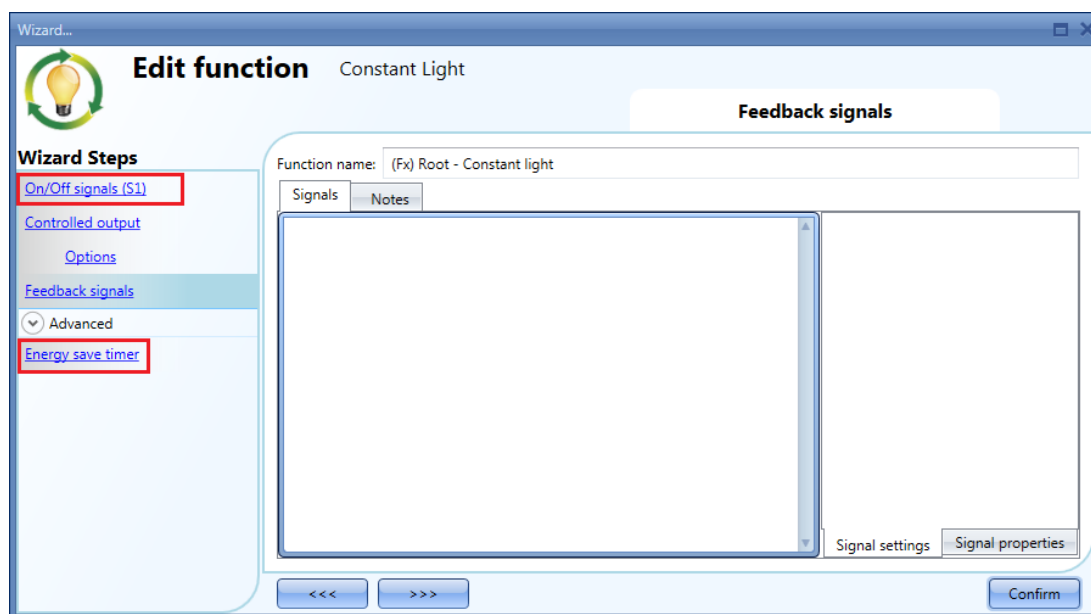 Wizard...
Edit function Constant Light
Feedback signals
Wizard Steps
On/Off signals (S1)
Controlled output
Options
Feedback signals
Advanced
Energy save timer
Function name: (Fx) Root - Constant light
Signals Notes
Signal settings Signal properties
<<< >>> Confirm